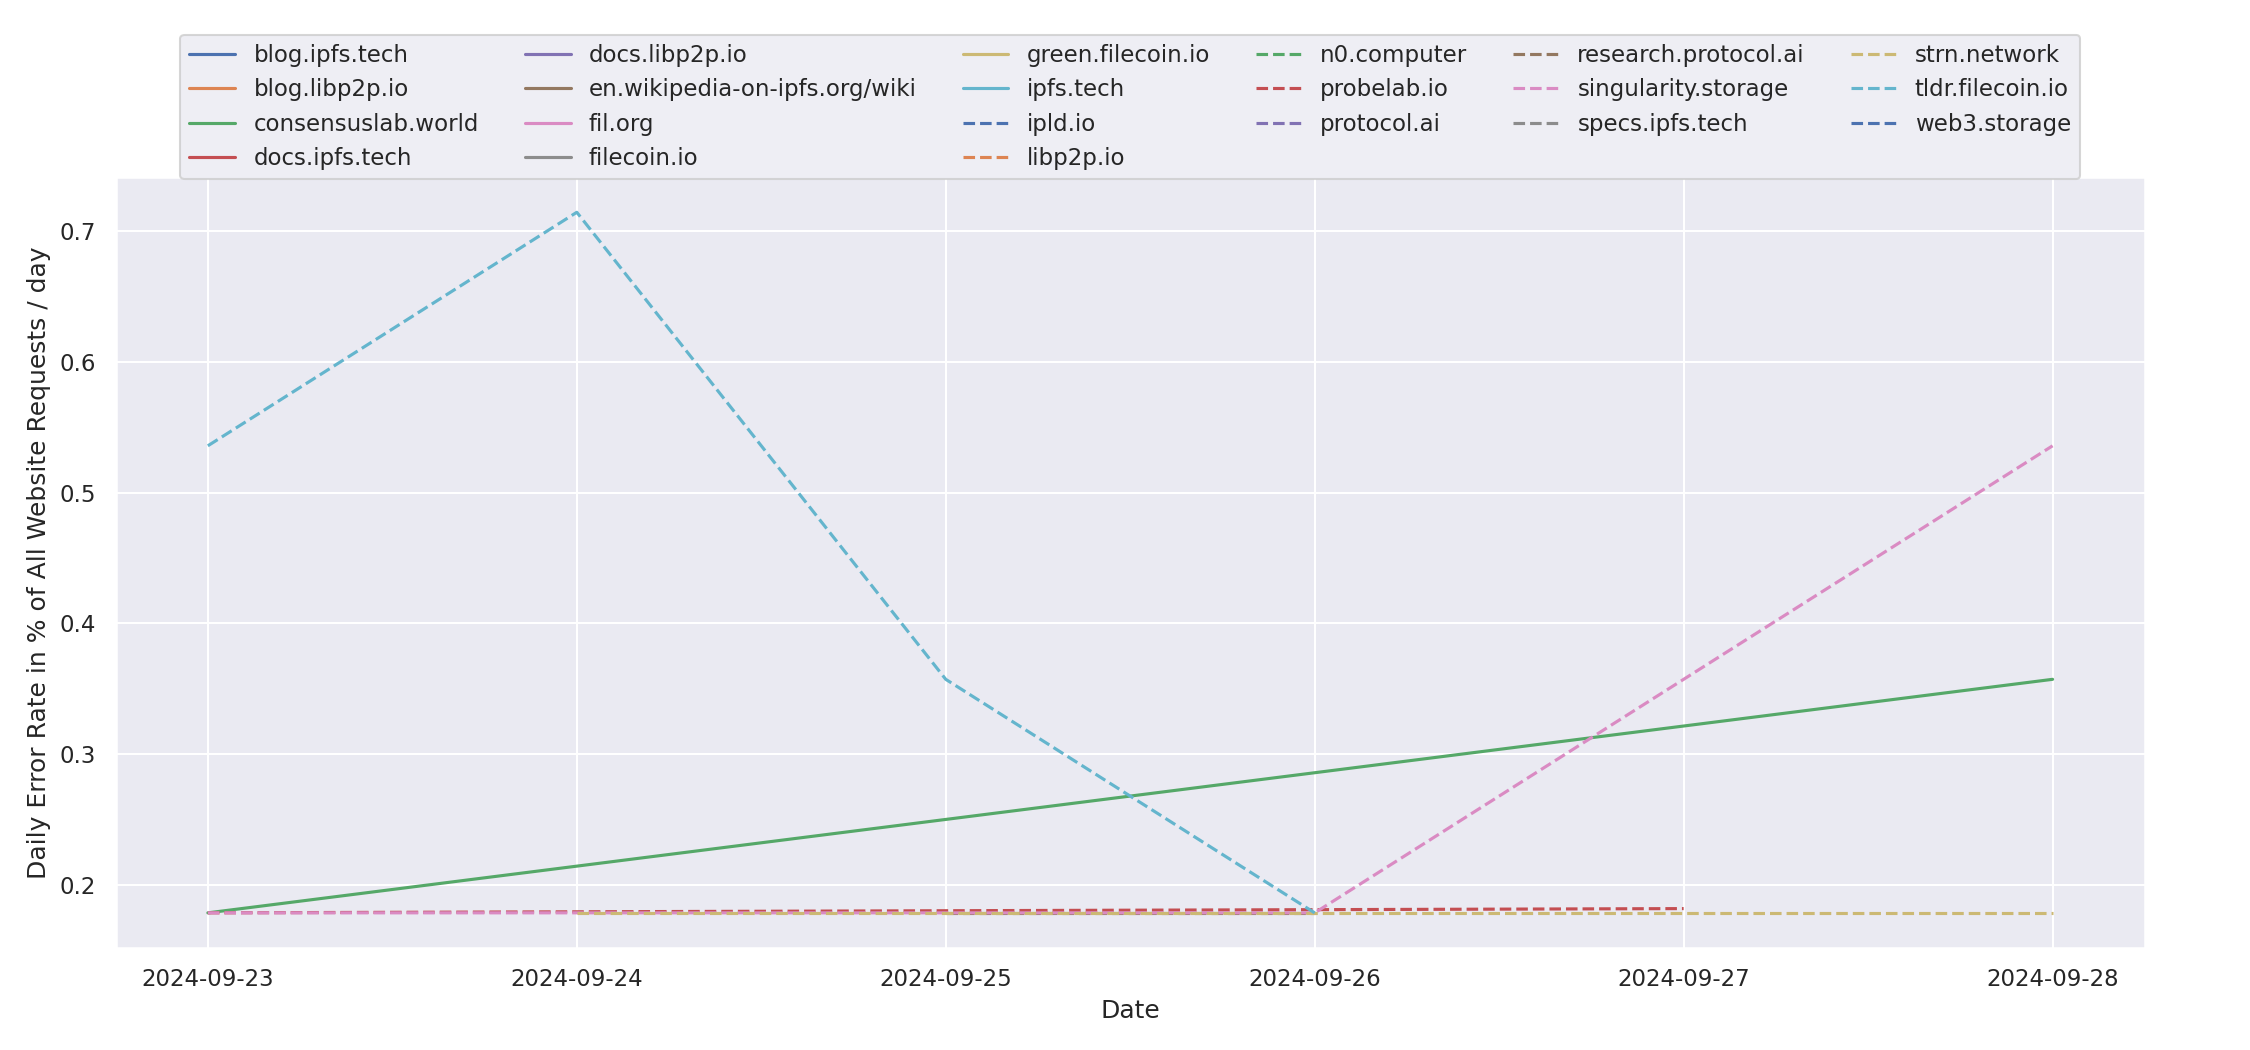 blog.ipfs.tech
blog.libp2p.io
consensuslab.world
docs.ipfs.tech
docs.libp2p.io
en.wikipedia-on-ipfs.org/wiki
fil.org
filecoin.io
green.filecoin.io
ipfs.tech
ipld.io
libp2p.io
n0.computer
probelab.io
protocol.ai
research.protocol.ai
singularity.storage
specs.ipfs.tech
strn.network
tldr.filecoin.io
web3.storage
Daily Error Rate in % of All Website Requests / day
0.7
0.6
0.5
0.4
0.3
0.2
2024-09-23
2024-09-24
2024-09-25
2024-09-26
2024-09-27
2024-09-28
Date